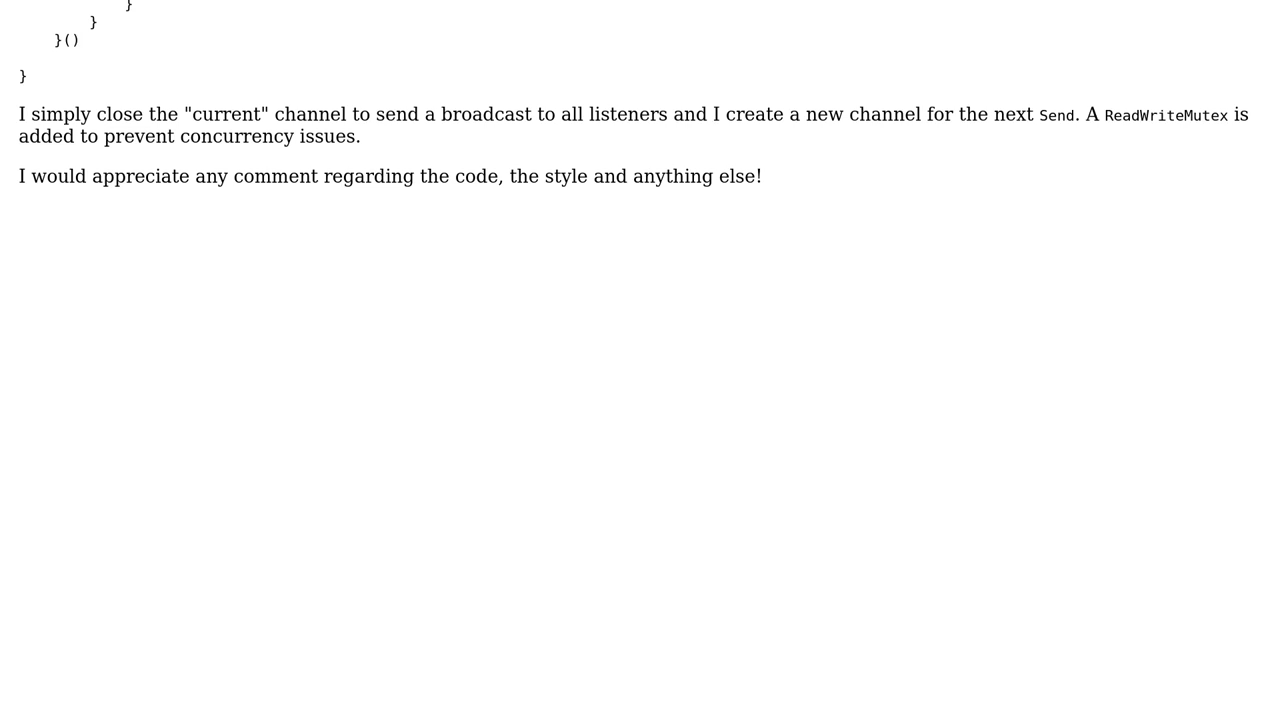 }
}
}()
}
I simply close the "current" channel to send a broadcast to all listeners and I create a new channel for the next Send. A ReadWriteMutex is
added to prevent concurrency issues.
I would appreciate any comment regarding the code, the style and anything else!